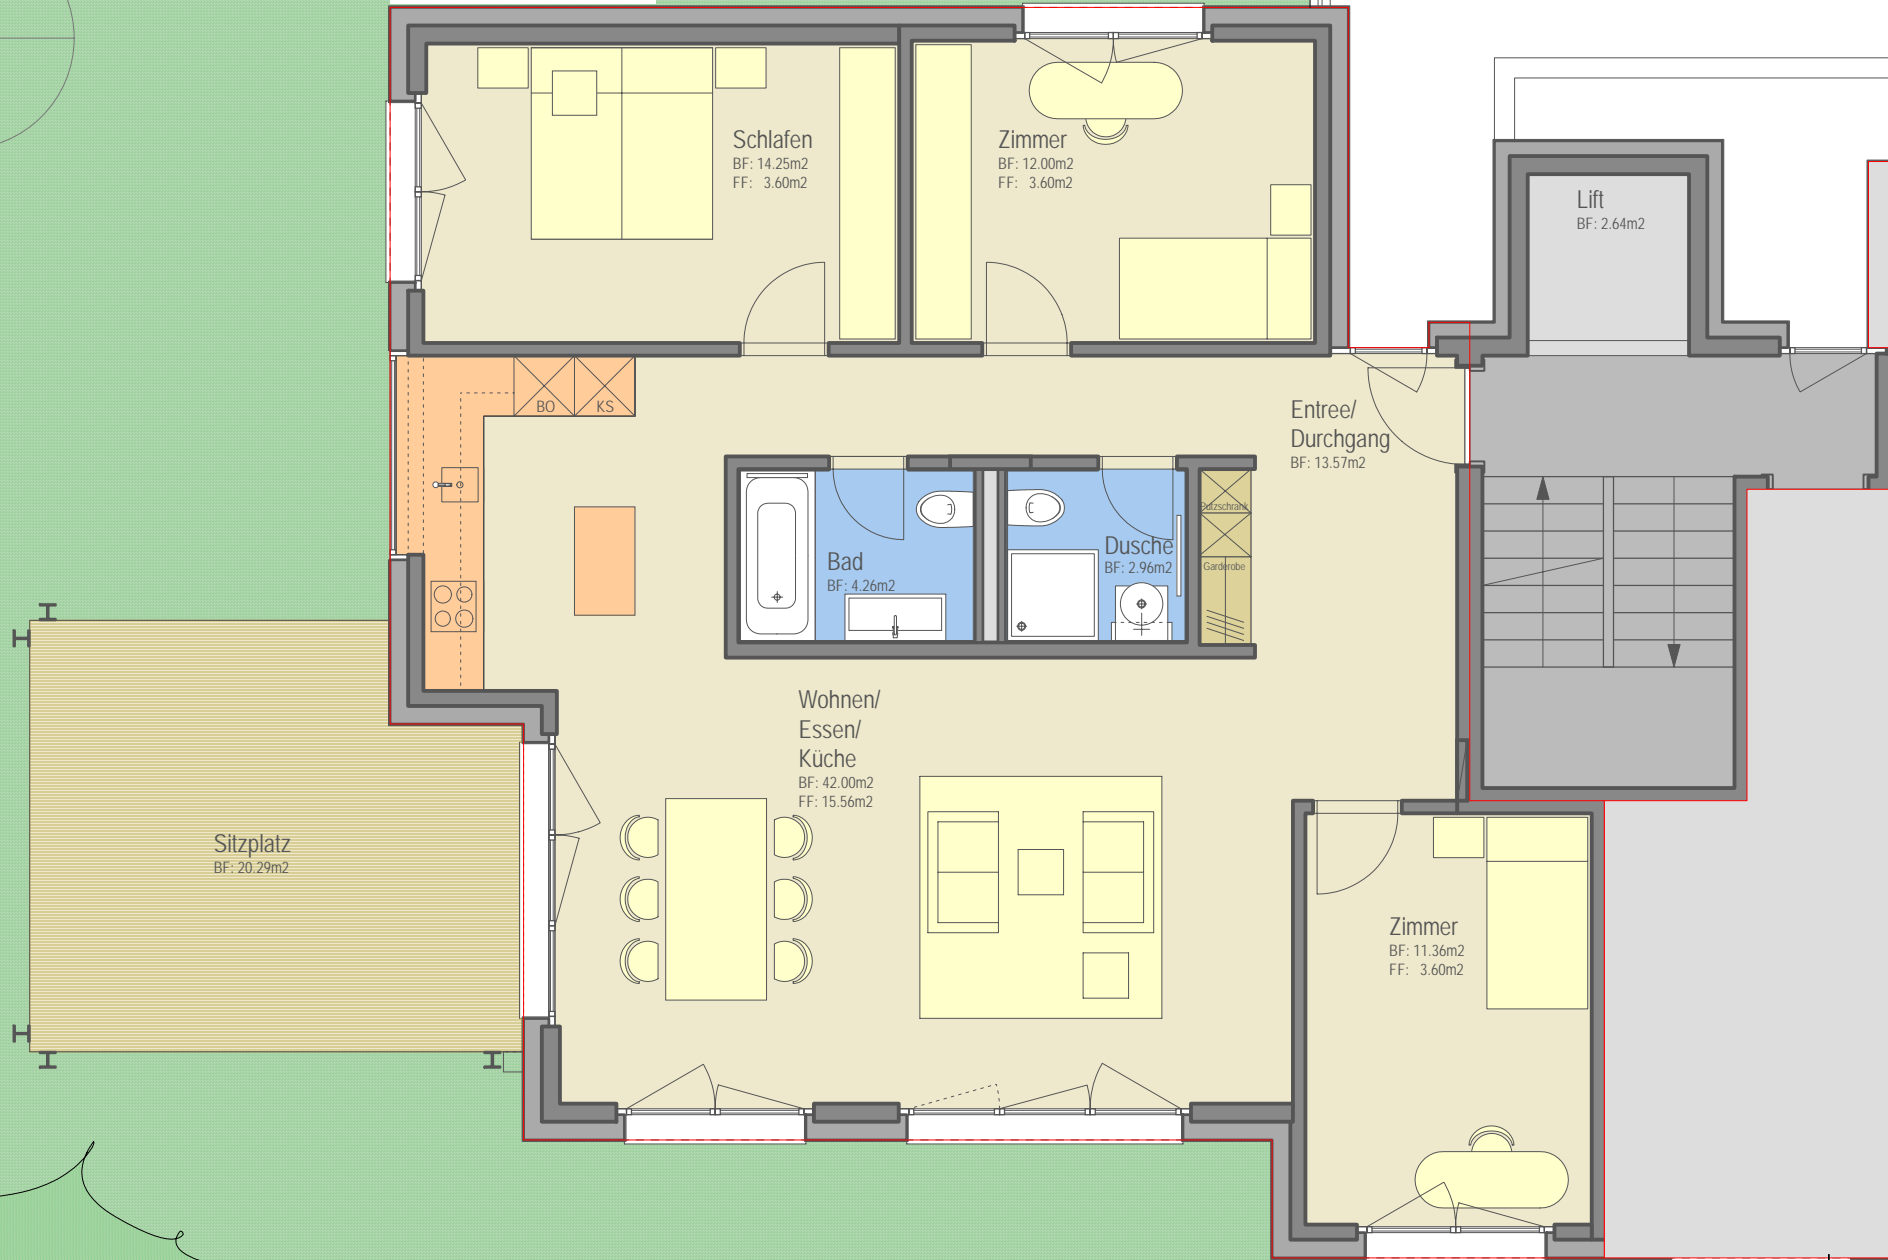 Schlafen
BF: 14.25m2
FF: 3.60m2
Zimmer
BF: 12.00m2
FF: 3.60m2
Lift
BF: 2.64m2
BO
KS
Entree/
Durchgang
BF: 13.57m2
Putzschrank
Garderobe
Bad
BF: 4.26m2
Dusche
BF: 2.96m2
Wohnen/
Essen/
Küche
BF: 42.00m2
FF: 15.56m2
Sitzplatz
BF: 20.29m2
Zimmer
BF: 11.36m2
FF: 3.60m2